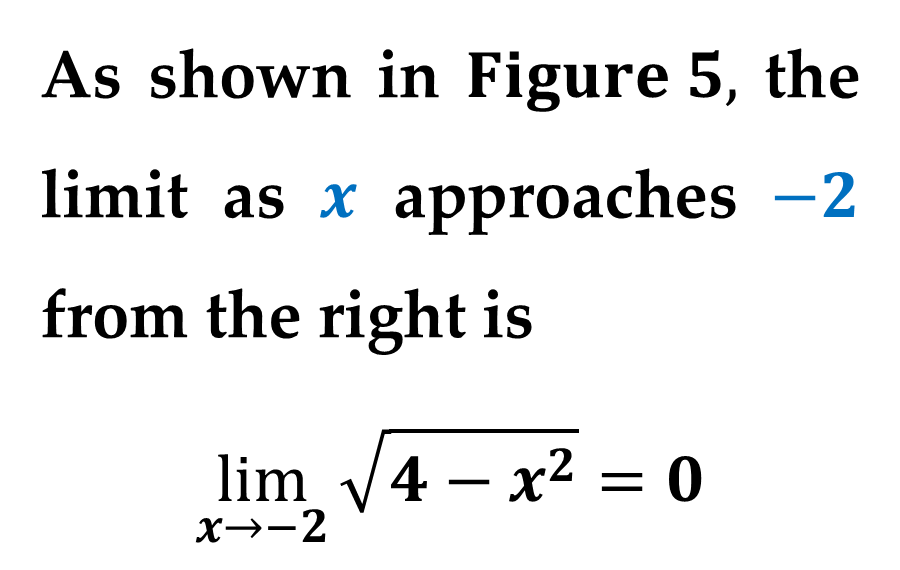 As shown in Figure 5, the
limit as x approaches −2
from the right is
lim √(4 − x²) = 0
x→−2